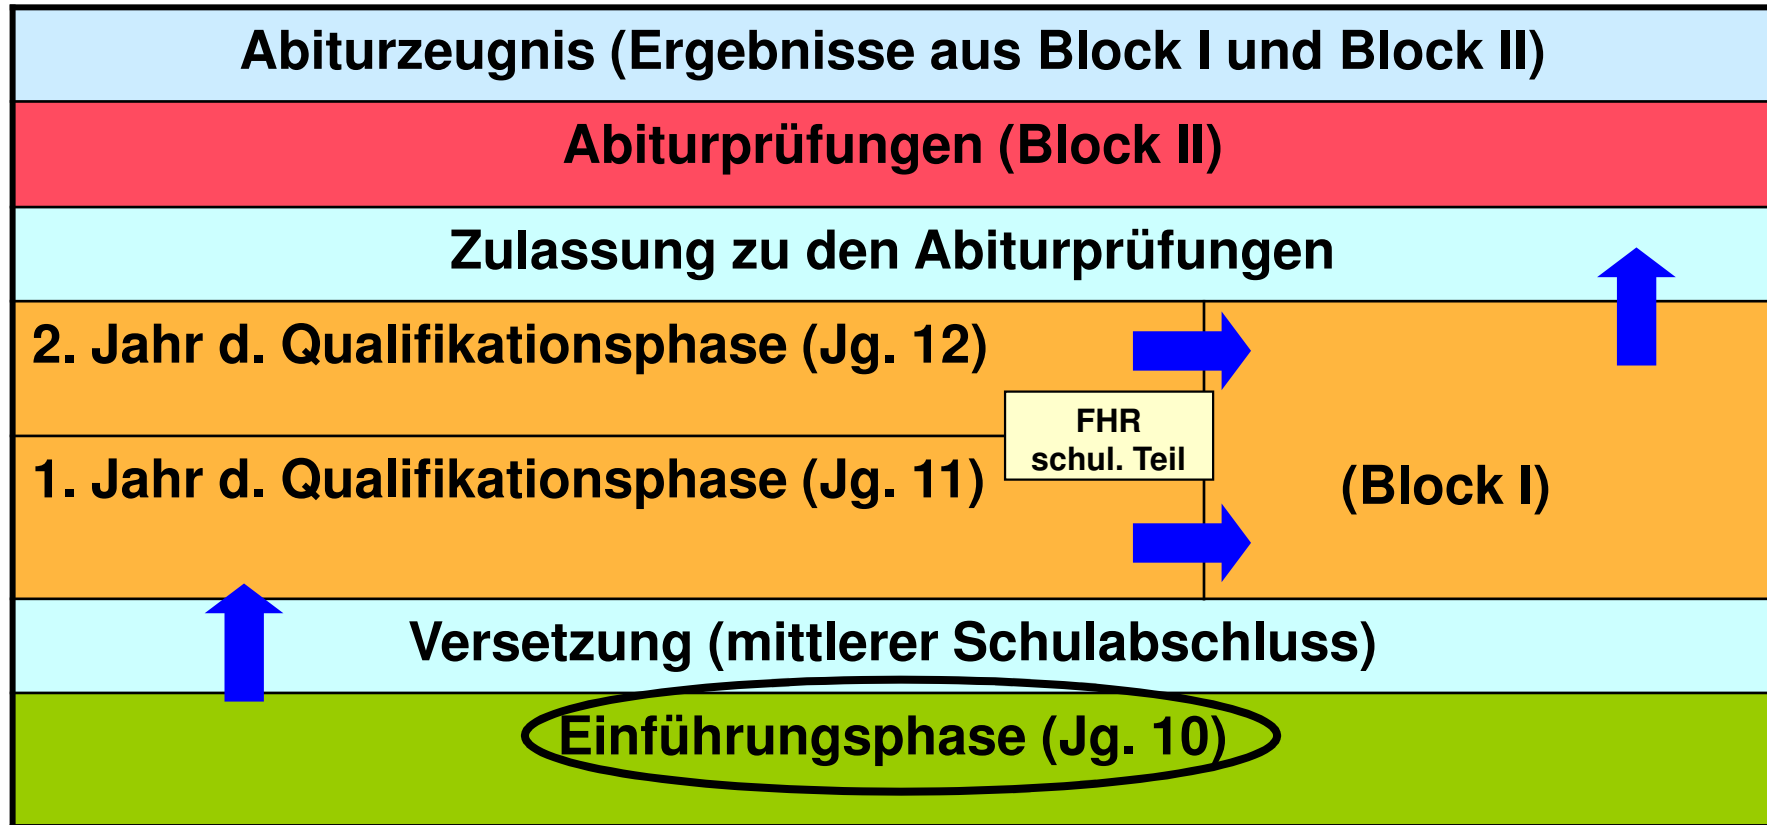 Abiturzeugnis (Ergebnisse aus Block I und Block II)
Abiturprüfungen (Block II)
Zulassung zu den Abiturprüfungen
2. Jahr d. Qualifikationsphase (Jg. 12)
FHR
schul. Teil
1. Jahr d. Qualifikationsphase (Jg. 11)
(Block I)
Versetzung (mittlerer Schulabschluss)
Einführungsphase (Jg. 10)